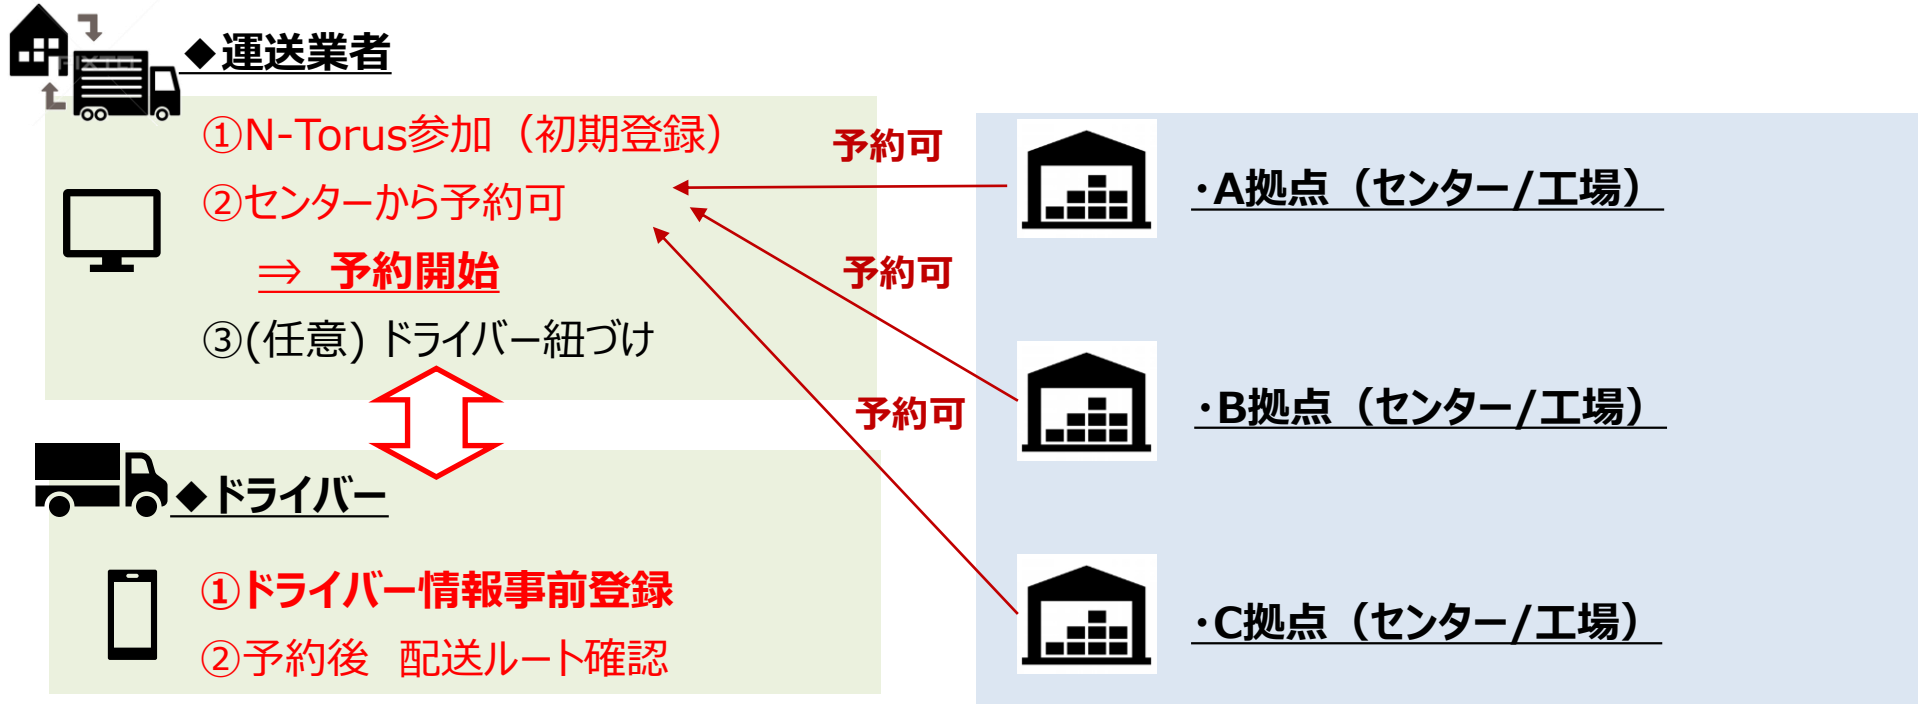 ◆運送業者
①N-Torus参加（初期登録）
②センターから予約可
⇒ 予約開始
③(任意) ドライバー紐づけ
◆ドライバー
①ドライバー情報事前登録
②予約後 配送ルート確認
予約可
予約可
予約可
・A拠点（センター/工場）
・B拠点（センター/工場）
・C拠点（センター/工場）